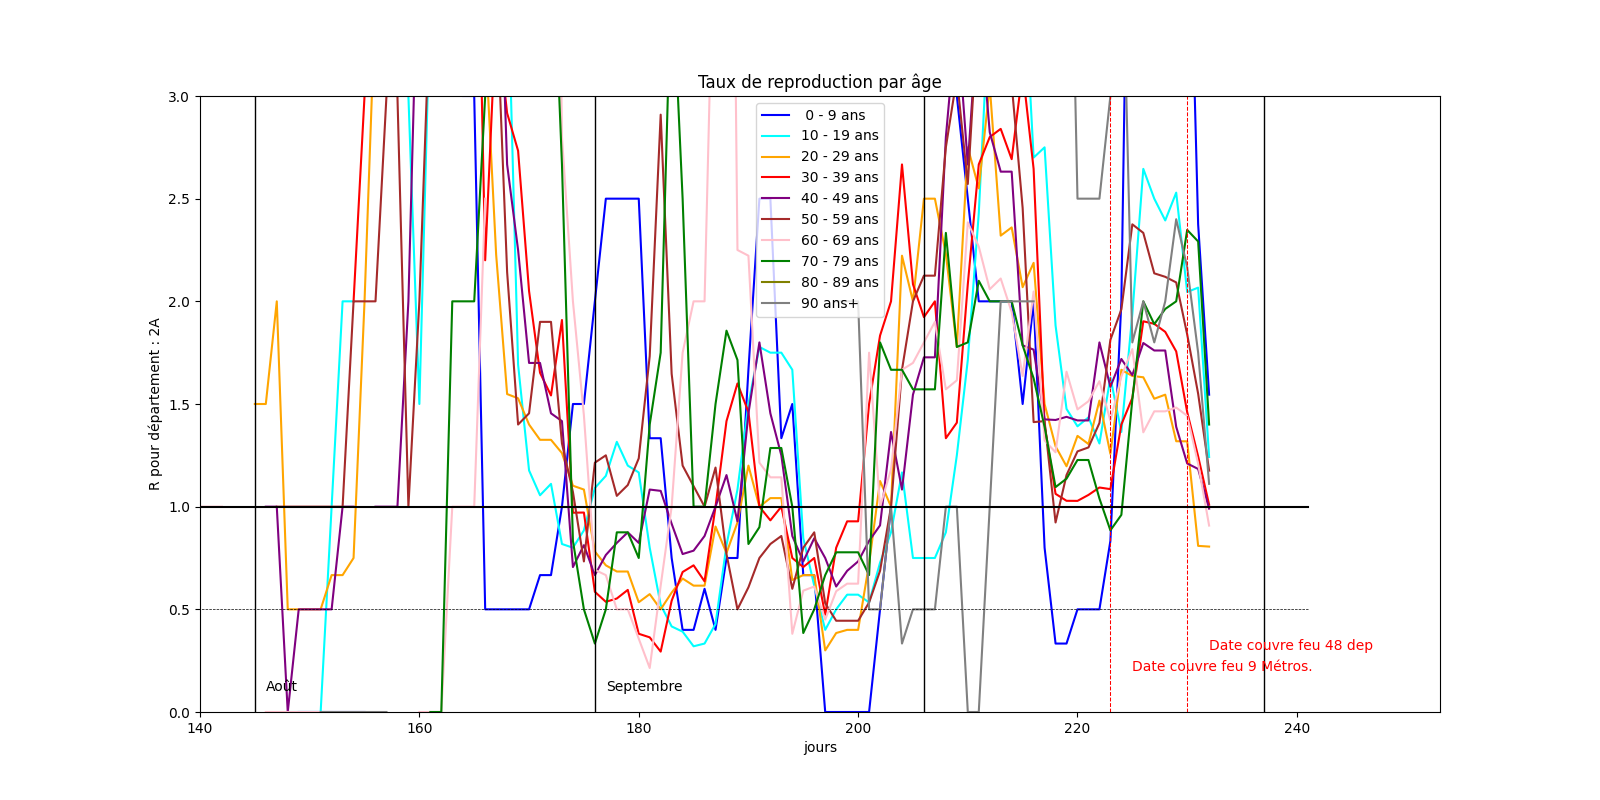 Taux de reproduction par âge
R pour département : 2A
3.0
2.5
2.0
1.5
1.0
0.5
0.0
0 - 9 ans
10 - 19 ans
20 - 29 ans
30 - 39 ans
40 - 49 ans
50 - 59 ans
60 - 69 ans
70 - 79 ans
80 - 89 ans
90 ans+
Date couvre feu 48 dep
Date couvre feu 9 Métros.
Août
Septembre
140
160
180
200
220
240
jours